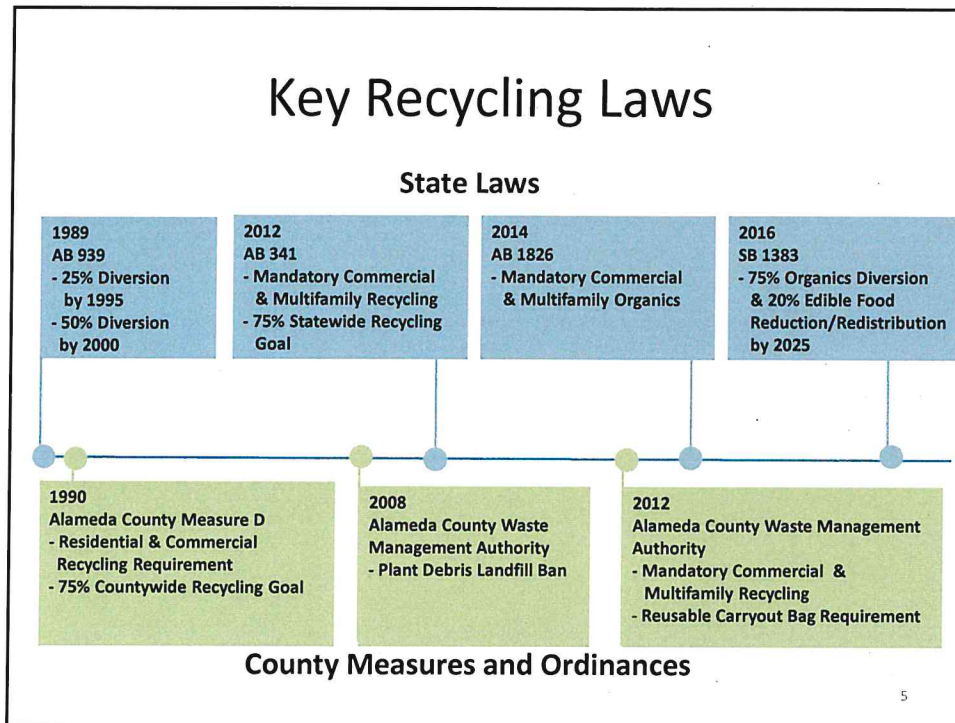 Key Recycling Laws
State Laws
1989
AB 939
- 25% Diversion
by 1995
- 50% Diversion
by 2000
2012
AB 341
- Mandatory Commercial
& Multifamily Recycling
- 75% Statewide Recycling
Goal
2014
AB 1826
- Mandatory Commercial
& Multifamily Organics
2016
SB 1383
- 75% Organics Diversion
& 20% Edible Food
Reduction/Redistribution
by 2025
1990
Alameda County Measure D
- Residential & Commercial
Recycling Requirement
- 75% Countywide Recycling Goal
2008
Alameda County Waste
Management Authority
- Plant Debris Landfill Ban
2012
Alameda County Waste Management
Authority
- Mandatory Commercial &
Multifamily Recycling
- Reusable Carryout Bag Requirement
County Measures and Ordinances
5